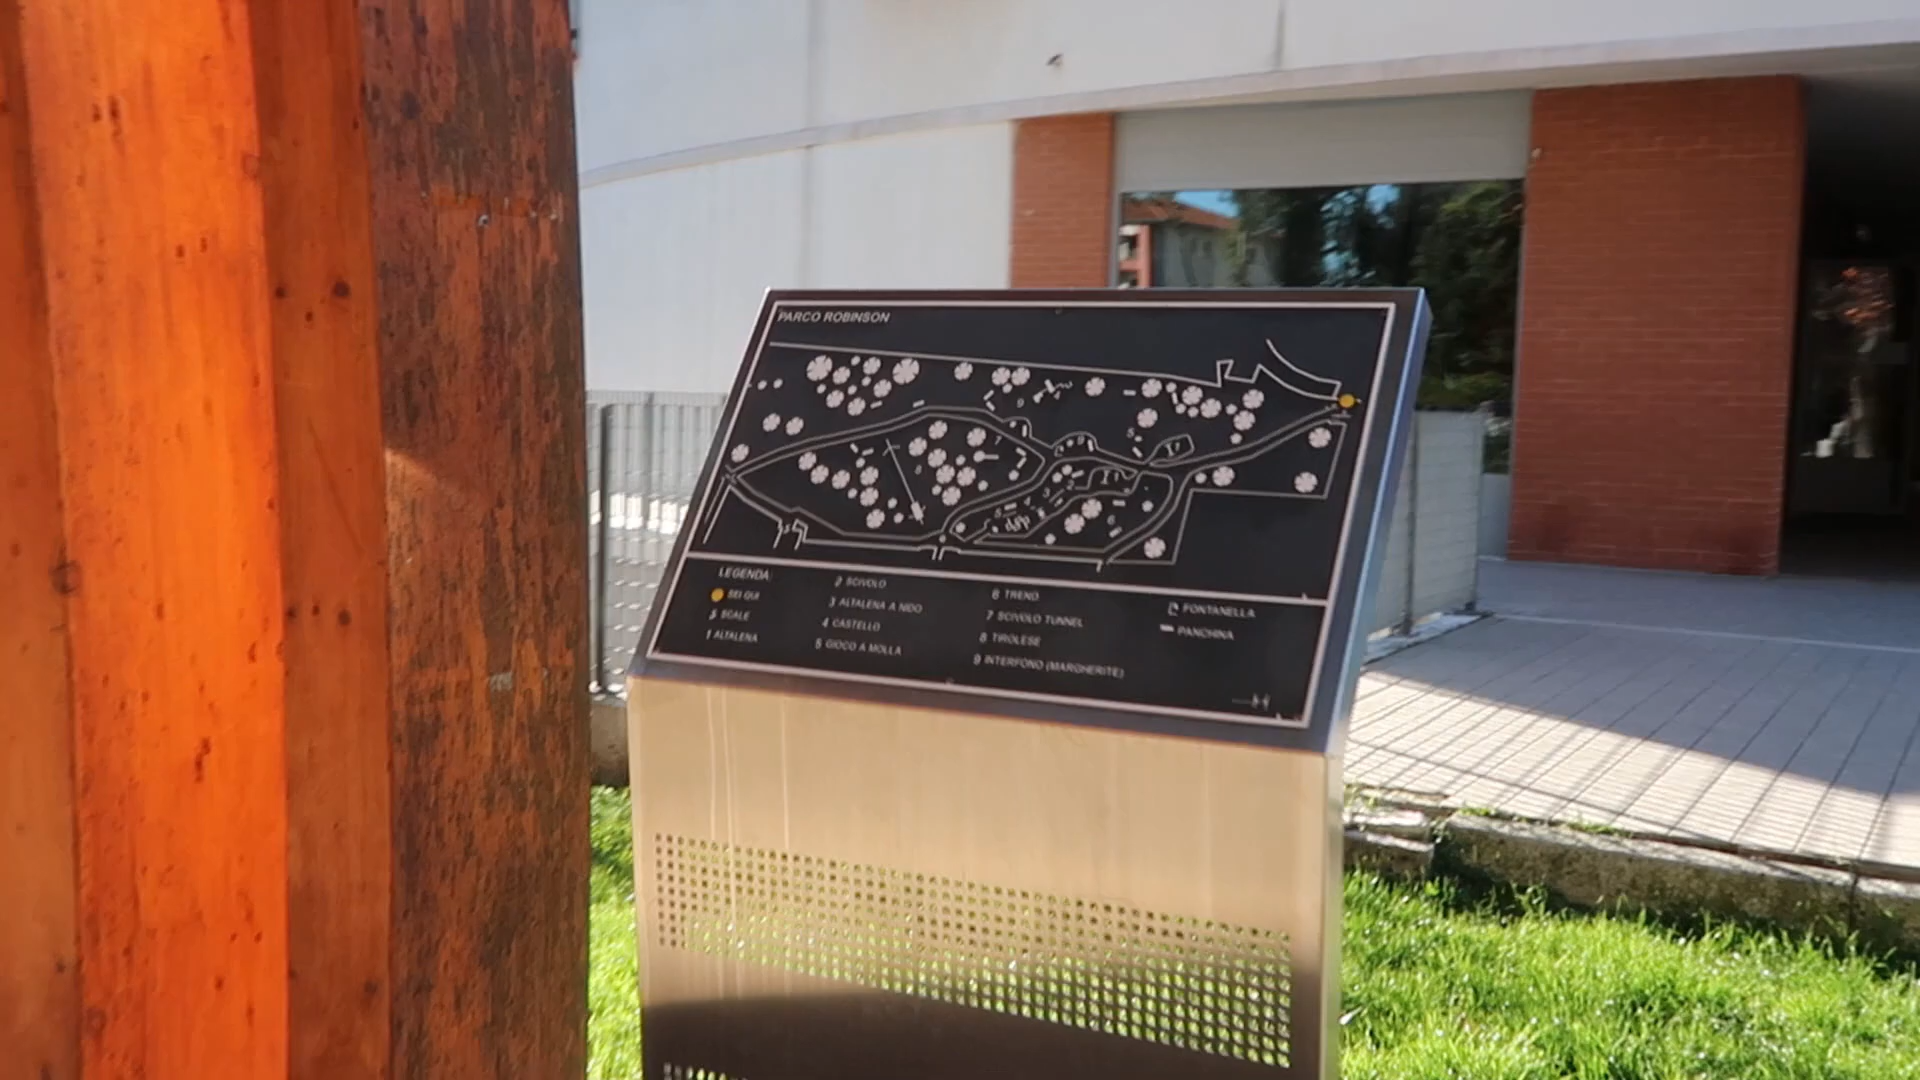 PARCO ROBINSON
LEGENDA:
SEI QUI
SCALE
1 ALTALENA
2 SCIVOLO
3 ALTALENA A NIDO
4 CASTELLO
5 GIOCO A MOLLA
6 TRENO
7 SCIVOLO TUNNEL
8 TIROLESE
9 INTERFONO (MARGHERITE)
FONTANELLA
PANCHINA